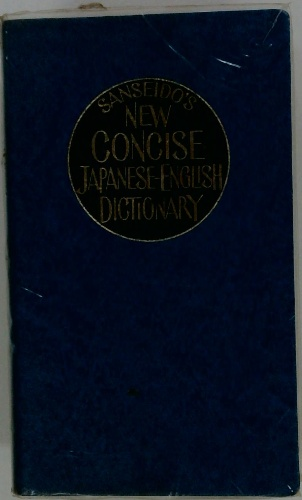 SANSEIDO'S
NEW
CONCISE
JAPANESE-ENGLISH
DICTIONARY